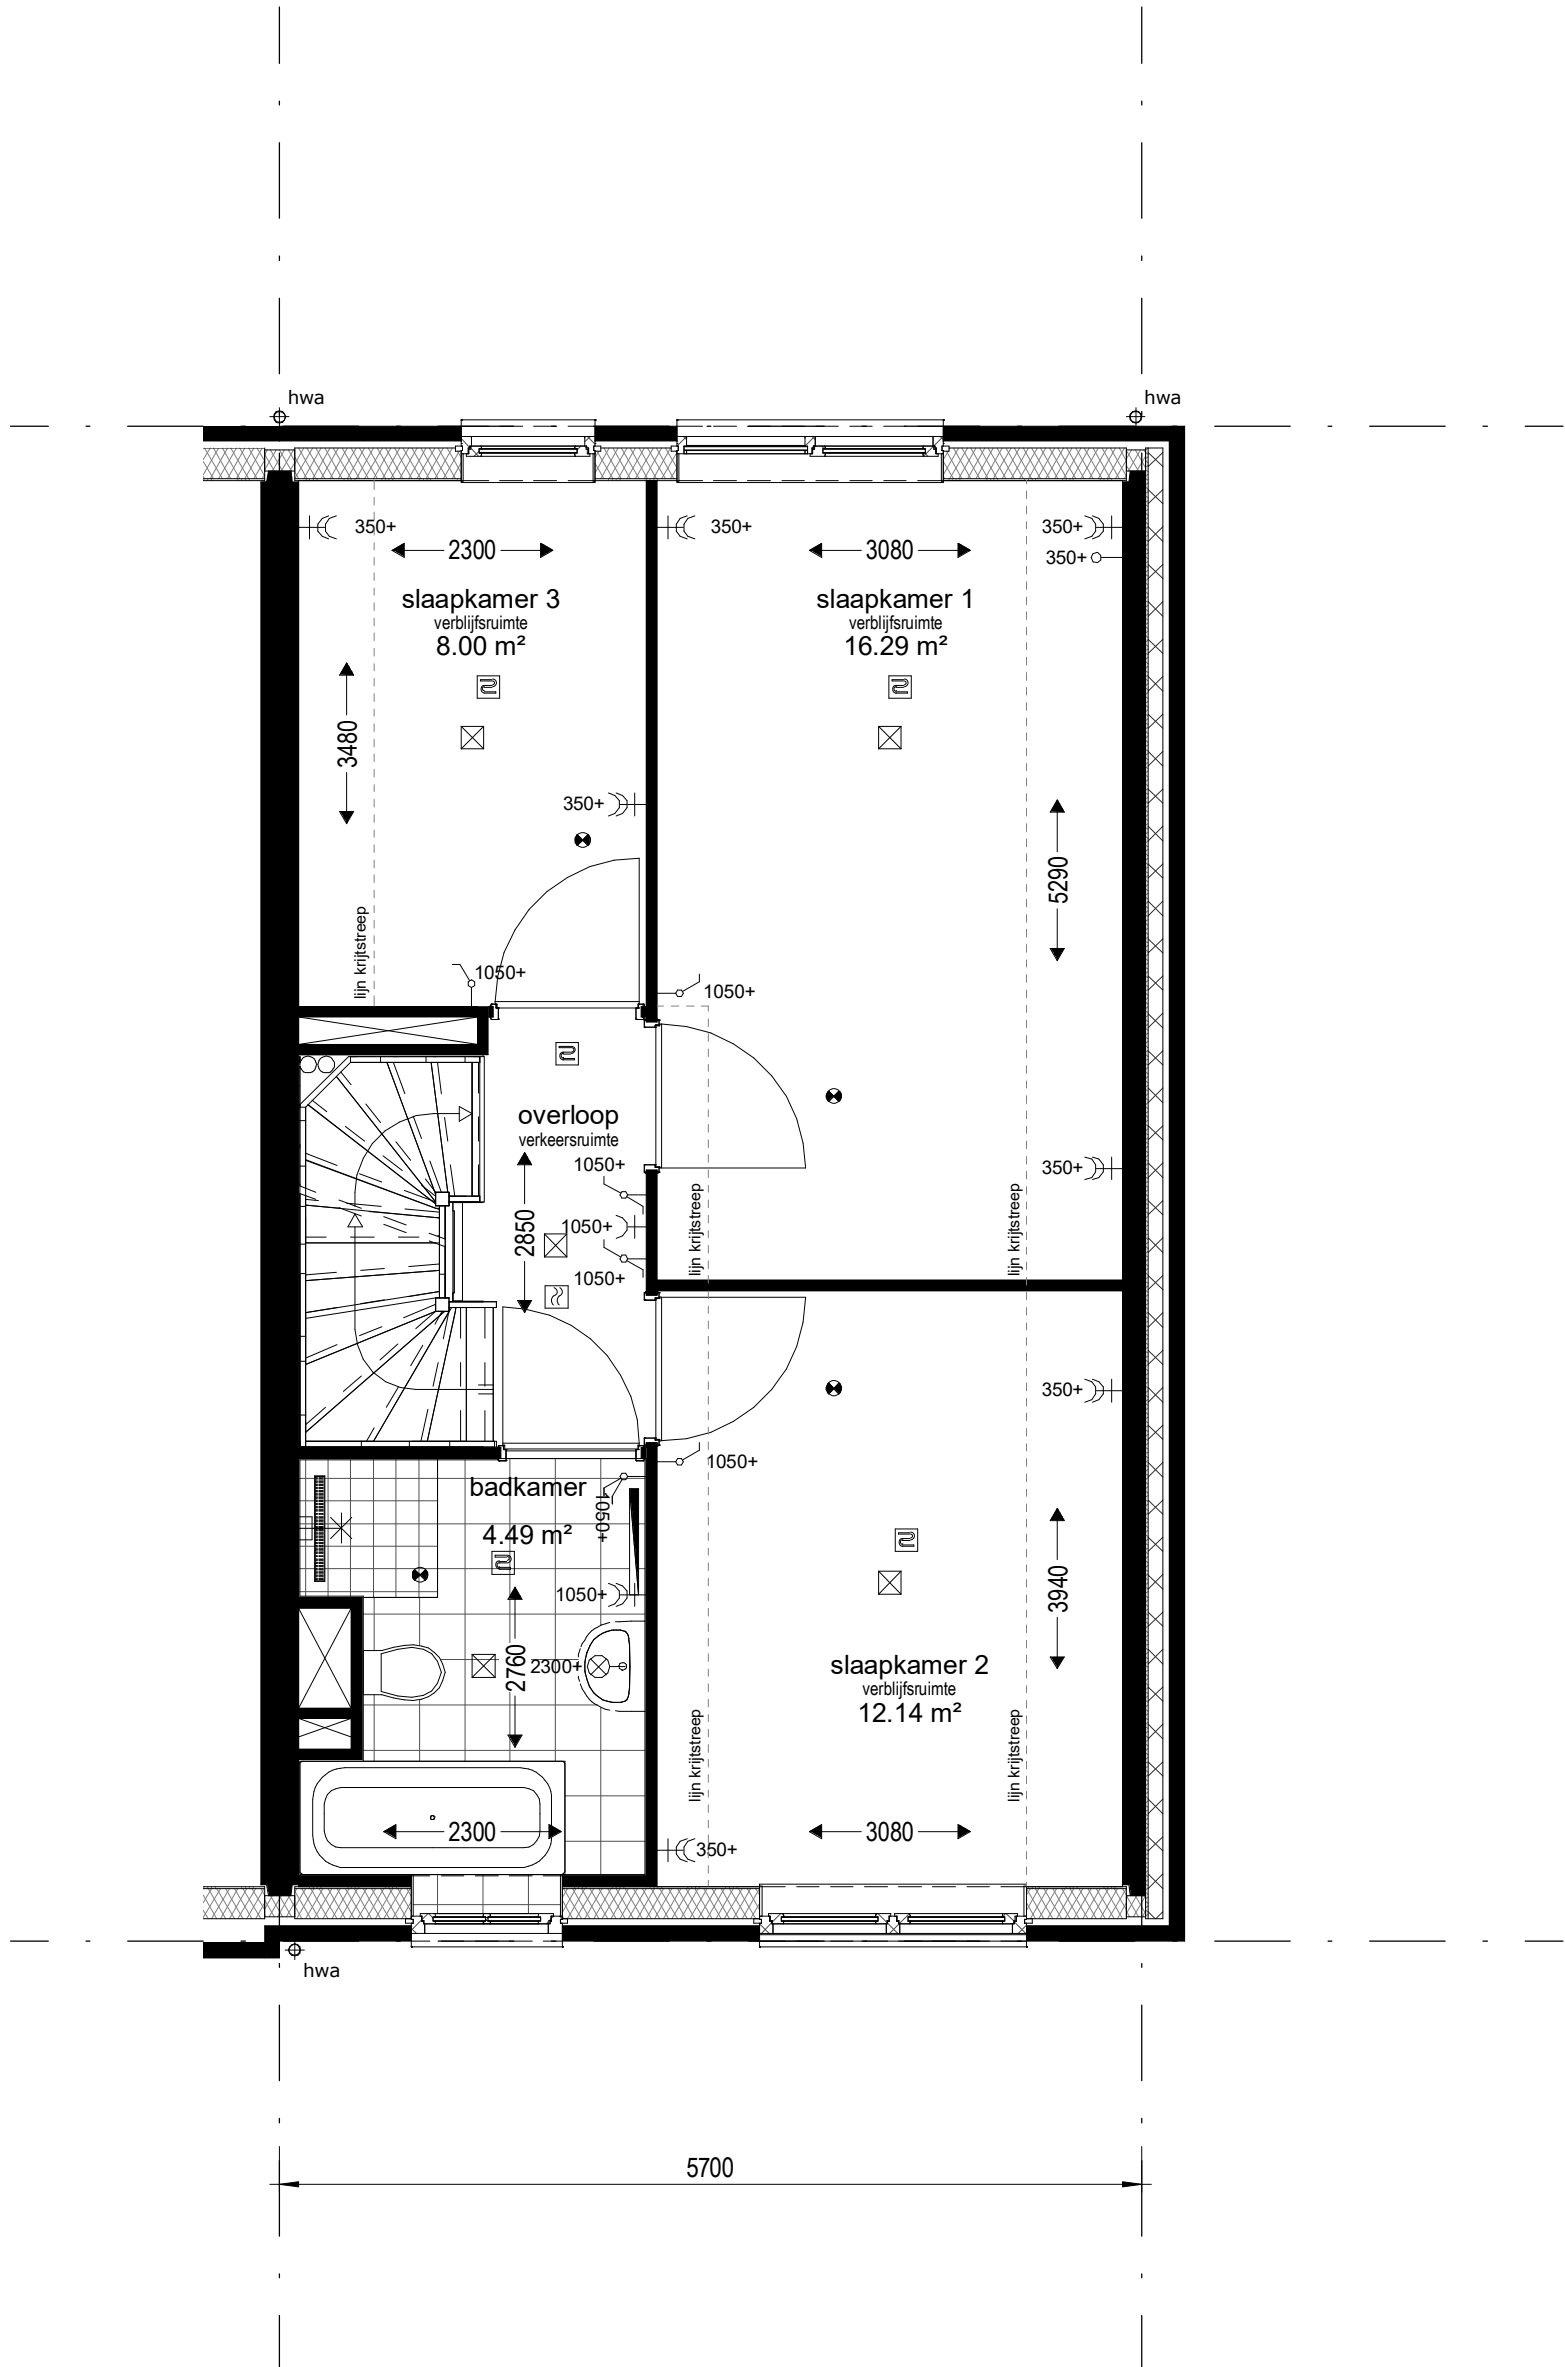 hwa
hwa
350+
350+
350+
2300
3080
350+
slaapkamer 3
verblijfsruimte
8.00 m²
slaapkamer 1
verblijfsruimte
16.29 m²
3480
350+
5290
lijn krijtstreep
1050+
1050+
overloop
verkeersruimte
1050+
350+
2850
1050+
1050+
lijn krijtstreep
lijn krijtstreep
350+
1050+
badkamer
4.49 m²
1050+
1050+
3940
2760
2300+
slaapkamer 2
verblijfsruimte
12.14 m²
lijn krijtstreep
lijn krijtstreep
2300
3080
350+
hwa
5700